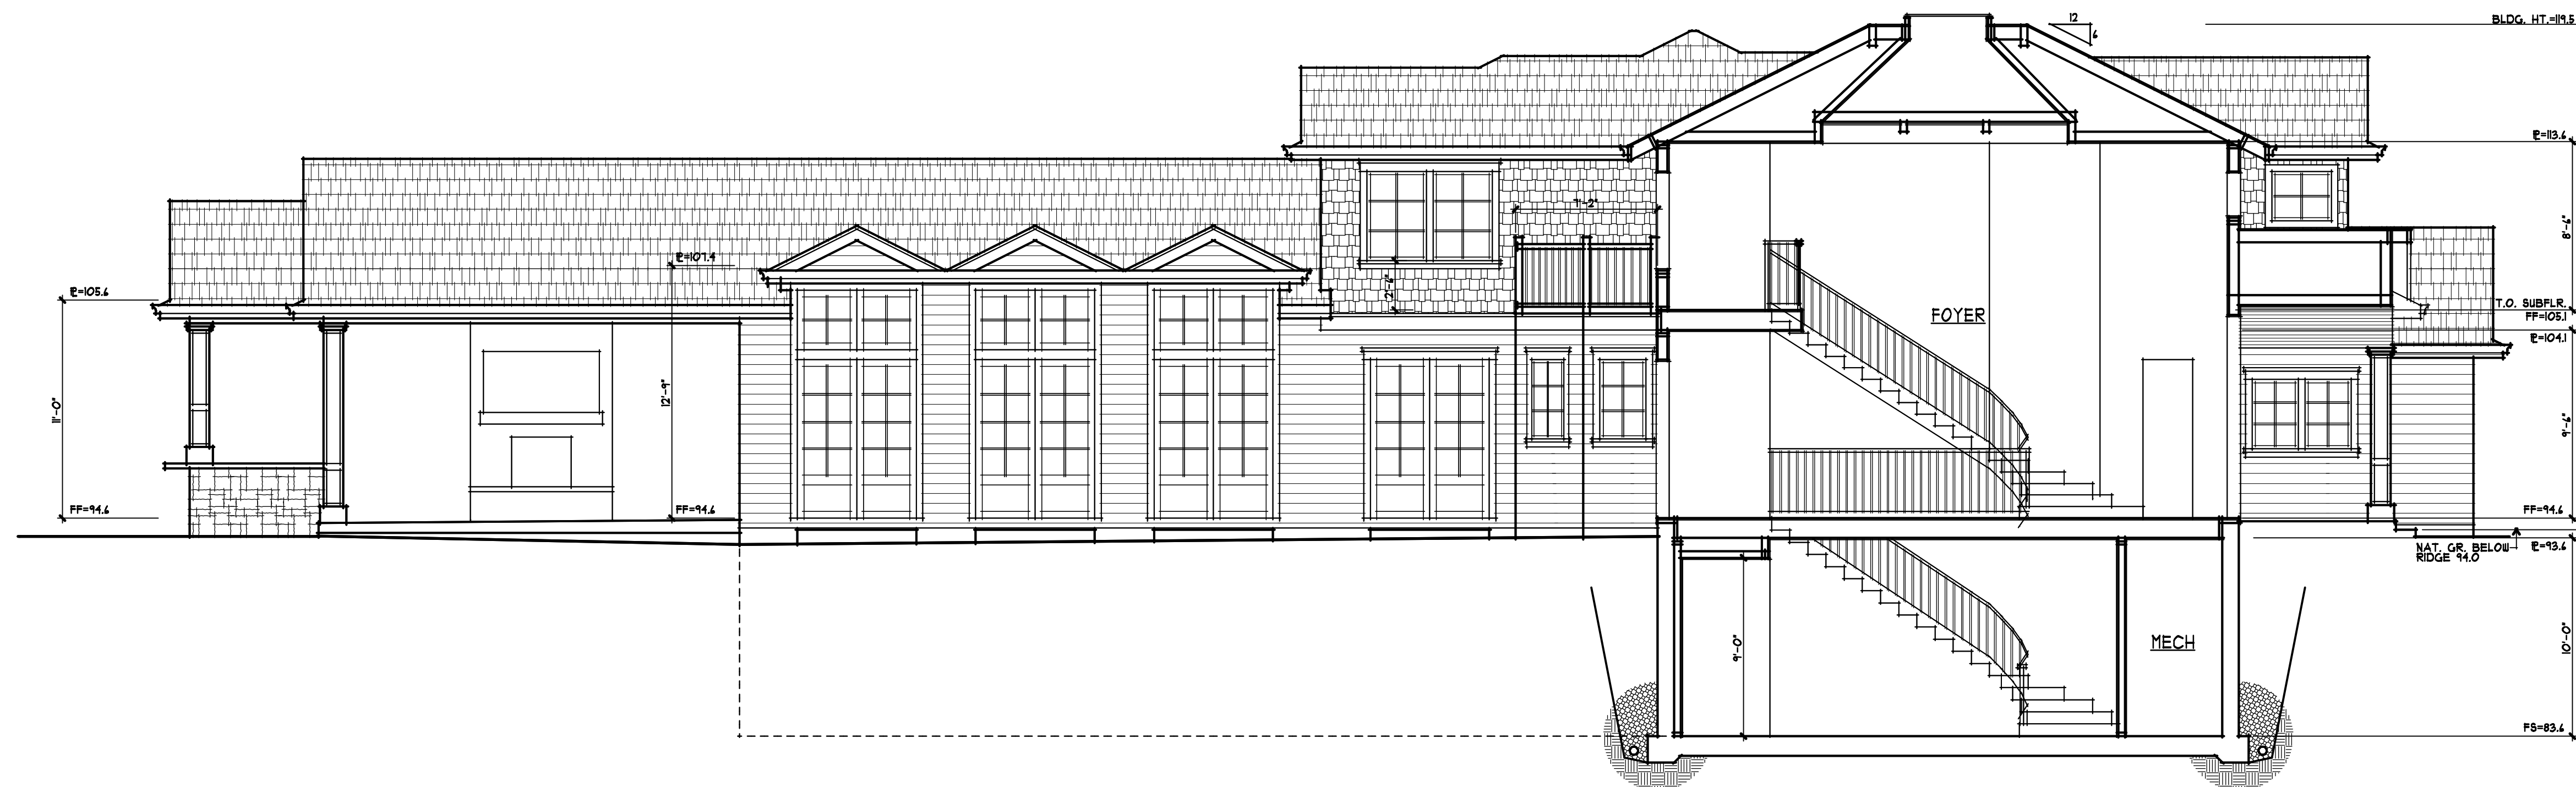 12
6
BLDG. HT.=119.5
℄=113.6
7'-2"
8'-6"
℄=107.4
2'-6"
℄=105.6
T.O. SUBFLR.
FF=105.1
FOYER
℄=104.1
11'-0"
12'-9"
9'-6"
FF=94.6
FF=94.6
FF=94.6
NAT. GR. BELOW
RIDGE 94.0
℄=93.6
9'-0"
MECH
10'-0"
FS=83.6